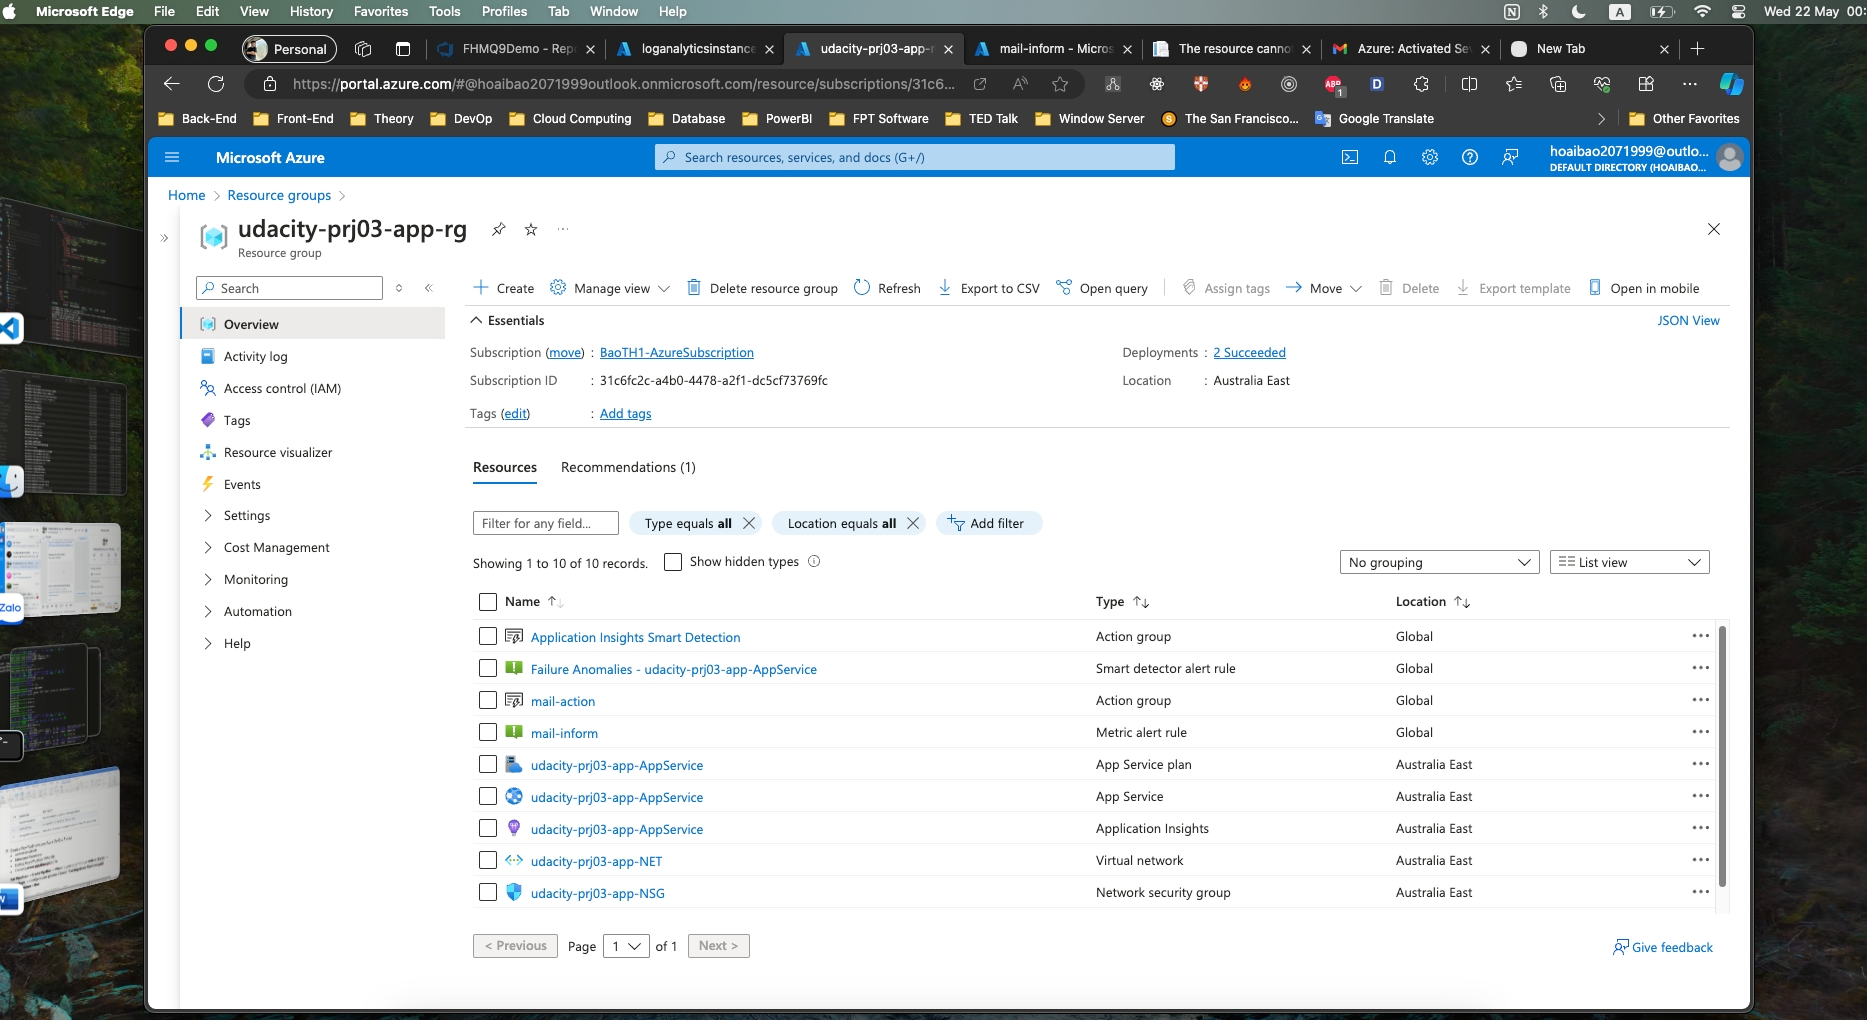 Microsoft Edge File Edit View History Favorites Tools Profiles Tab Window Help A Wed 22 May 00:
Personal FHMQ9Demo - Rep loganalyticsinstance udacity-prj03-app-r mail-inform - Micros The resource canno Azure: Activated Se New Tab
https://portal.azure.com/#@hoaibao2071999outlook.onmicrosoft.com/resource/subscriptions/31c6... ABP 1 D
Back-End Front-End Theory DevOp Cloud Computing Database PowerBI FPT Software TED Talk Window Server The San Francisco... Google Translate Other Favorites
Microsoft Azure Search resources, services, and docs (G+/) hoaibao2071999@outlo...
DEFAULT DIRECTORY (HOAIBAO...
Home > Resource groups >
udacity-prj03-app-rg
Resource group
Search
Create Manage view Delete resource group Refresh Export to CSV Open query Assign tags Move Delete Export template Open in mobile
Overview
Activity log
Access control (IAM)
Tags
Resource visualizer
Events
Settings
Cost Management
Monitoring
Automation
Help
Essentials JSON View
Subscription (move) : BaoTH1-AzureSubscription Deployments : 2 Succeeded
Subscription ID : 31c6fc2c-a4b0-4478-a2f1-dc5cf73769fc Location : Australia East
Tags (edit) : Add tags
Resources Recommendations (1)
Filter for any field... Type equals all Location equals all Add filter
Showing 1 to 10 of 10 records. Show hidden types No grouping List view
Name Type Location
Application Insights Smart Detection Action group Global
Failure Anomalies - udacity-prj03-app-AppService Smart detector alert rule Global
mail-action Action group Global
mail-inform Metric alert rule Global
udacity-prj03-app-AppService App Service plan Australia East
udacity-prj03-app-AppService App Service Australia East
udacity-prj03-app-AppService Application Insights Australia East
udacity-prj03-app-NET Virtual network Australia East
udacity-prj03-app-NSG Network security group Australia East
< Previous Page 1 of 1 Next > Give feedback
Zalo